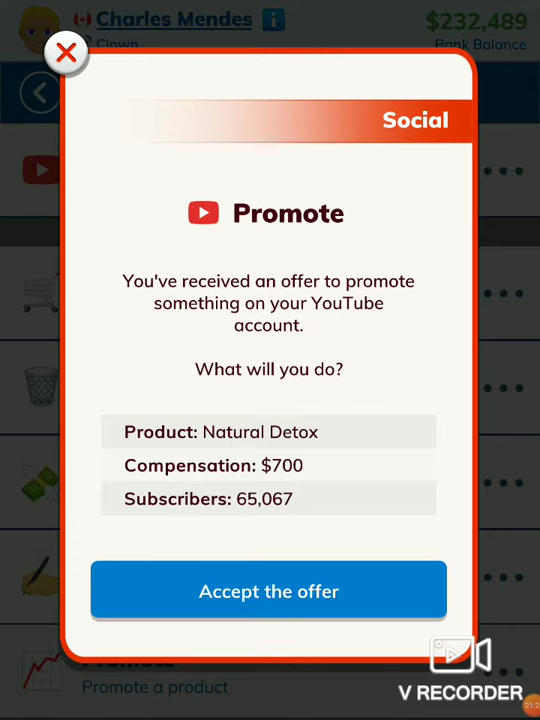 Charles Mendes
$232,489
Clown
Bank Balance
Social
Promote
You've received an offer to promote
something on your YouTube
account.
What will you do?
Product: Natural Detox
Compensation: $700
Subscribers: 65,067
Accept the offer
Promote
Promote a product
V RECORDER